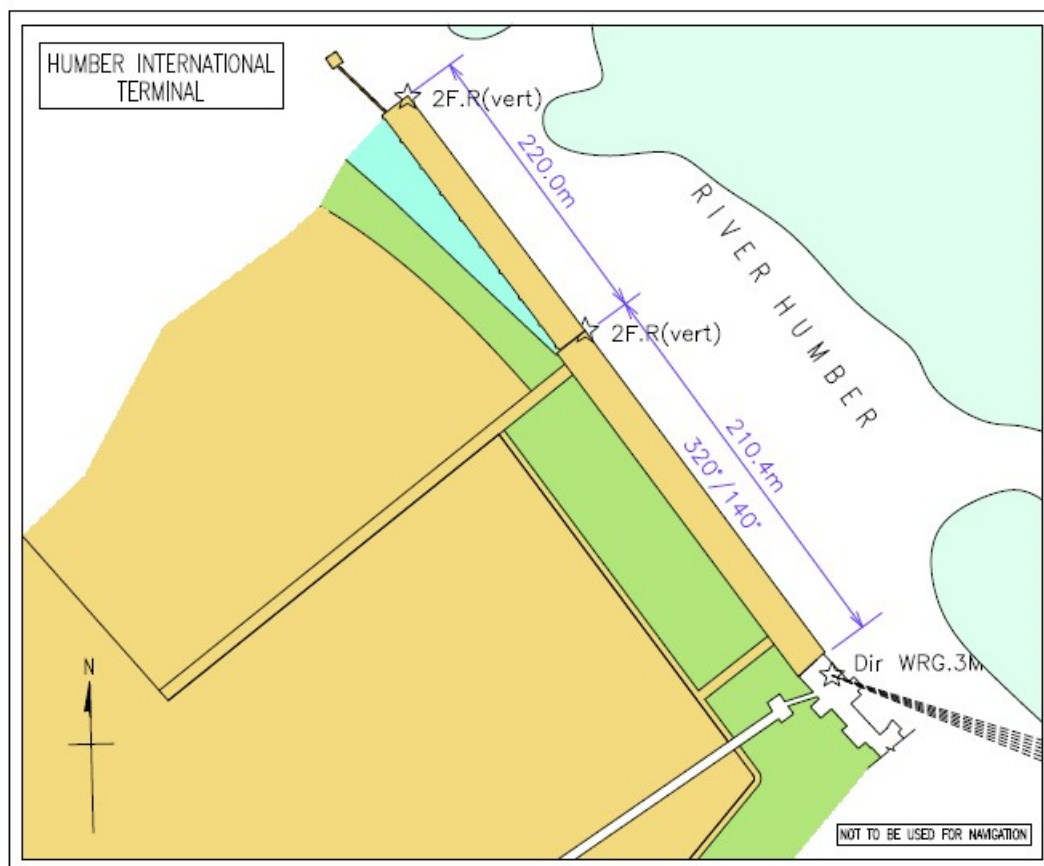 HUMBER INTERNATIONAL
TERMINAL
2F.R(vert)
220.0m
RIVER HUMBER
2F.R(vert)
210.4m
320°/140°
Dir WRG.3M
N
NOT TO BE USED FOR NAVIGATION